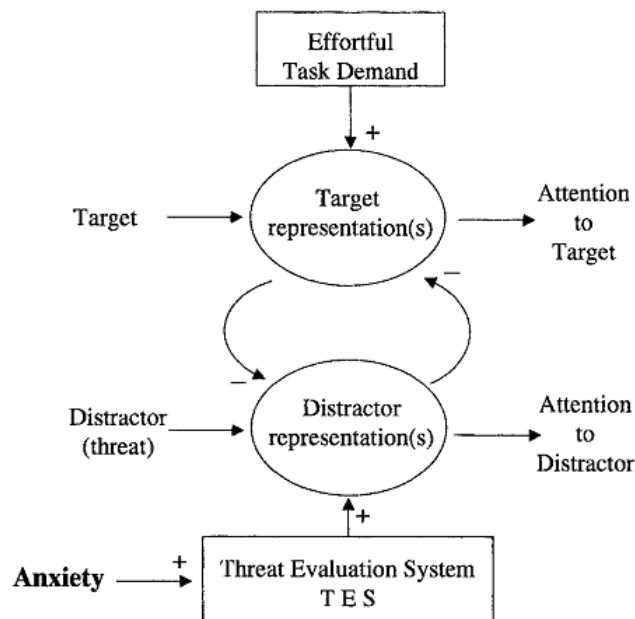 Effortful
Task Demand
+
Target
representation(s)
Target
Attention
to
Target
−
−
Distractor
(threat)
Distractor
representation(s)
Attention
to
Distractor
+
Anxiety
+
Threat Evaluation System
T E S